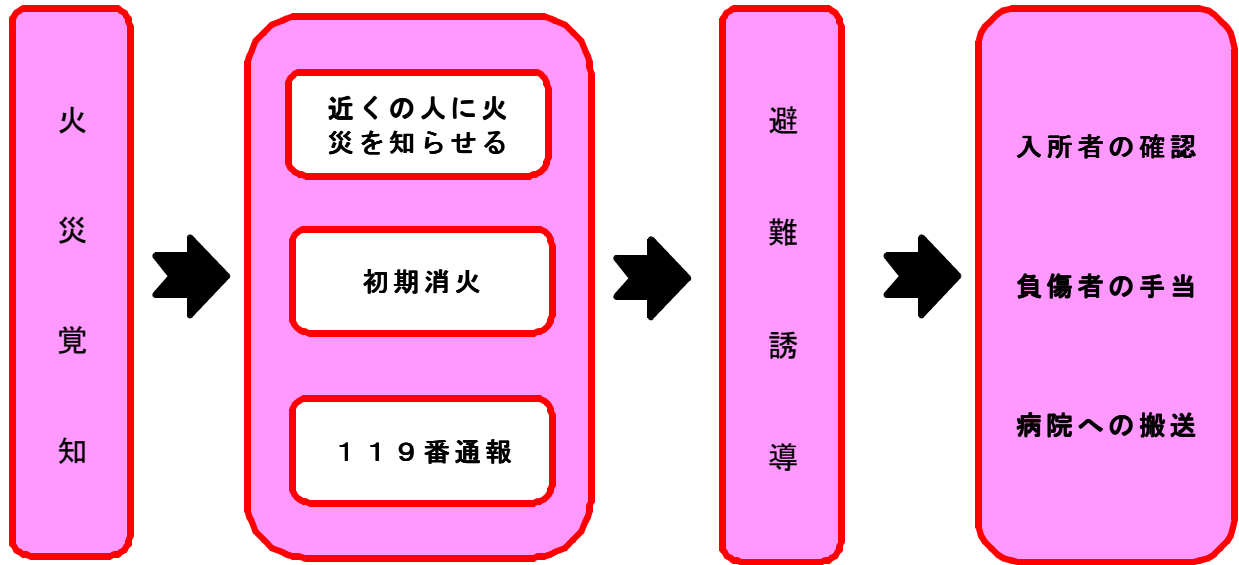 火災覚知
近くの人に火
災を知らせる
初期消火
１１９番通報
避難誘導
入所者の確認
負傷者の手当
病院への搬送